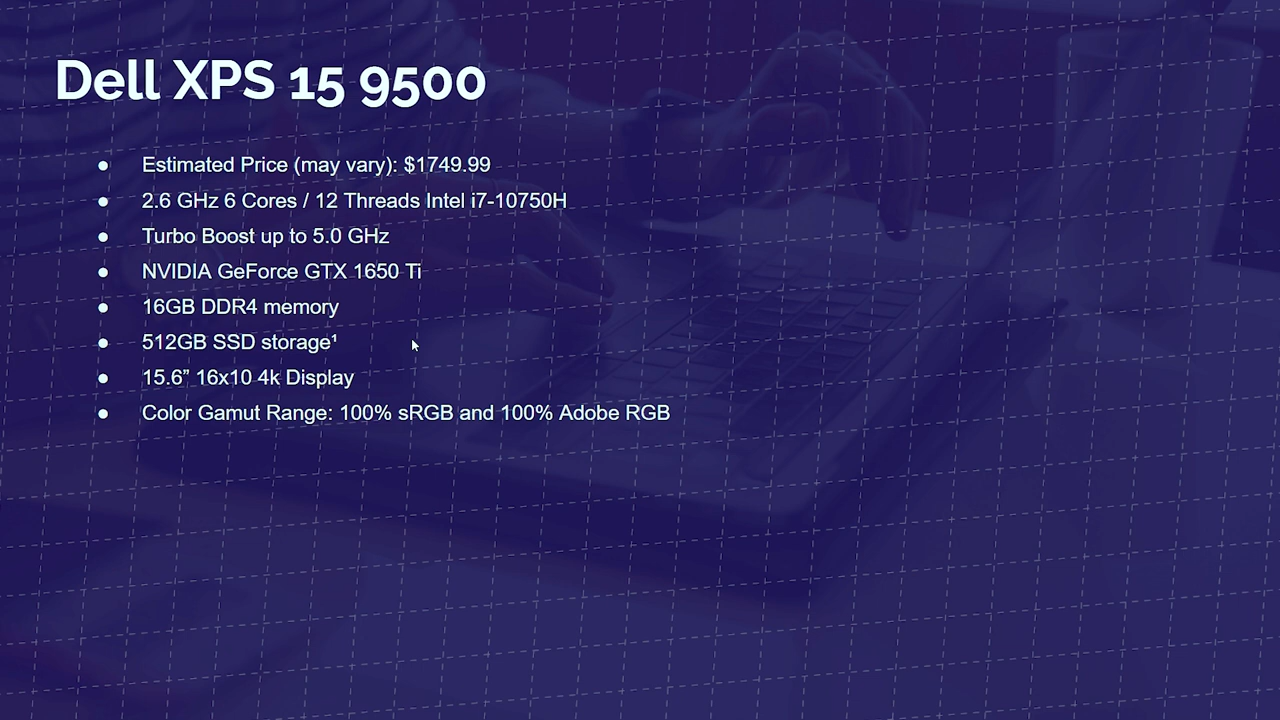 Dell XPS 15 9500
● Estimated Price (may vary): $1749.99
● 2.6 GHz 6 Cores / 12 Threads Intel i7-10750H
● Turbo Boost up to 5.0 GHz
● NVIDIA GeForce GTX 1650 Ti
● 16GB DDR4 memory
● 512GB SSD storage¹
● 15.6” 16x10 4k Display
● Color Gamut Range: 100% sRGB and 100% Adobe RGB